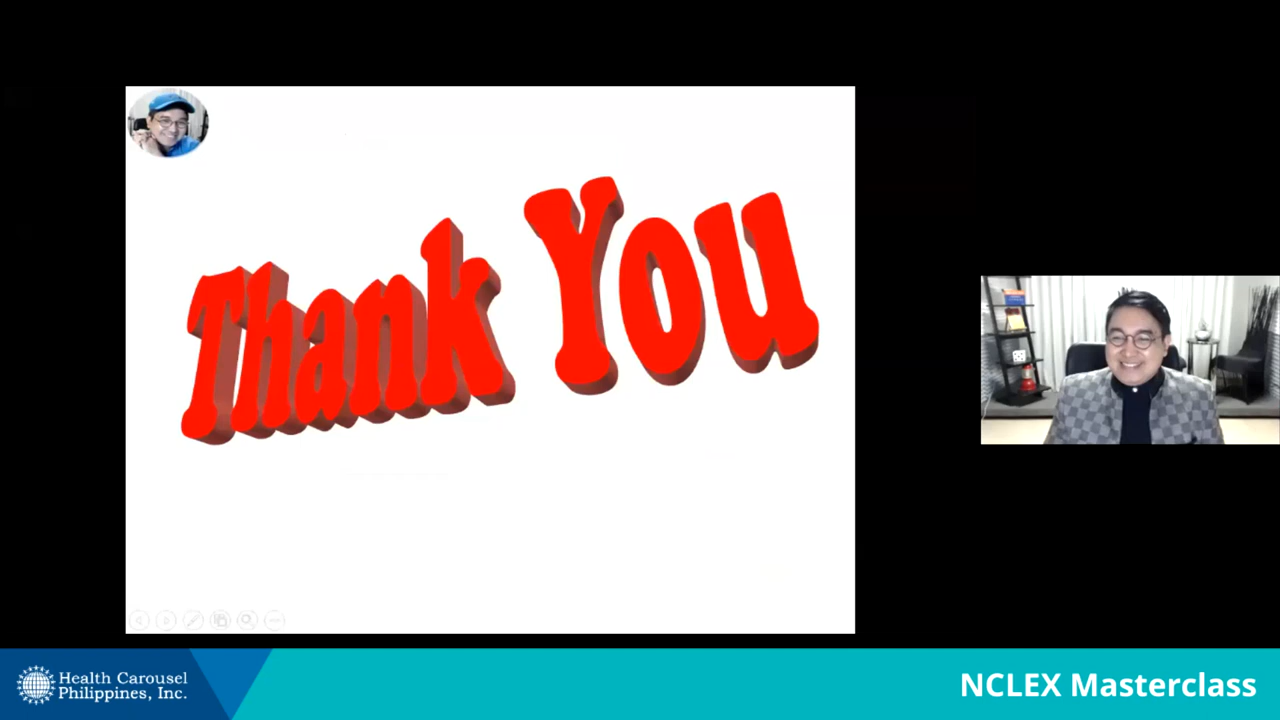 Thank You
Health Carousel
Philippines, Inc.
NCLEX Masterclass